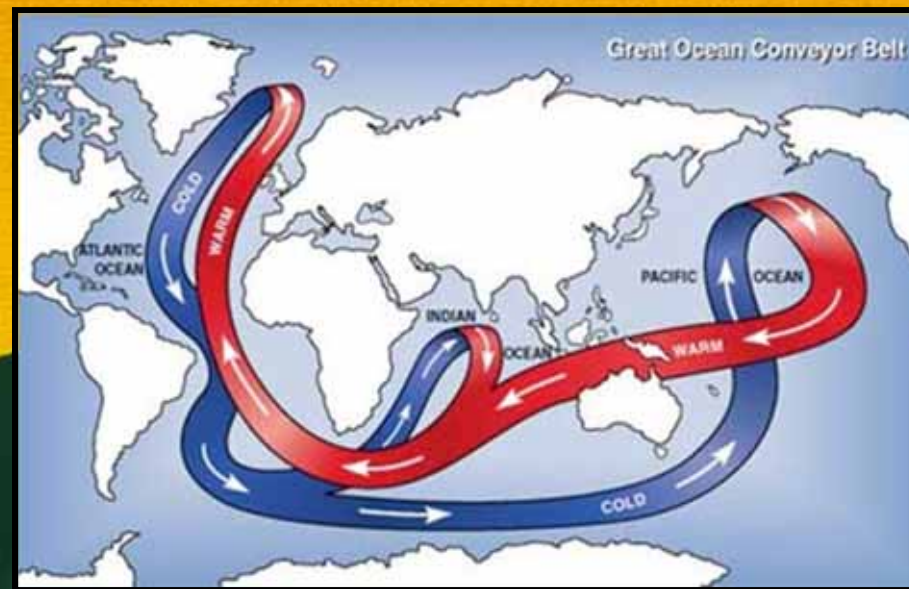 Great Ocean Conveyor Belt
COLD
WARM
ATLANTIC
OCEAN
PACIFIC OCEAN
INDIAN
OCEAN
WARM
COLD